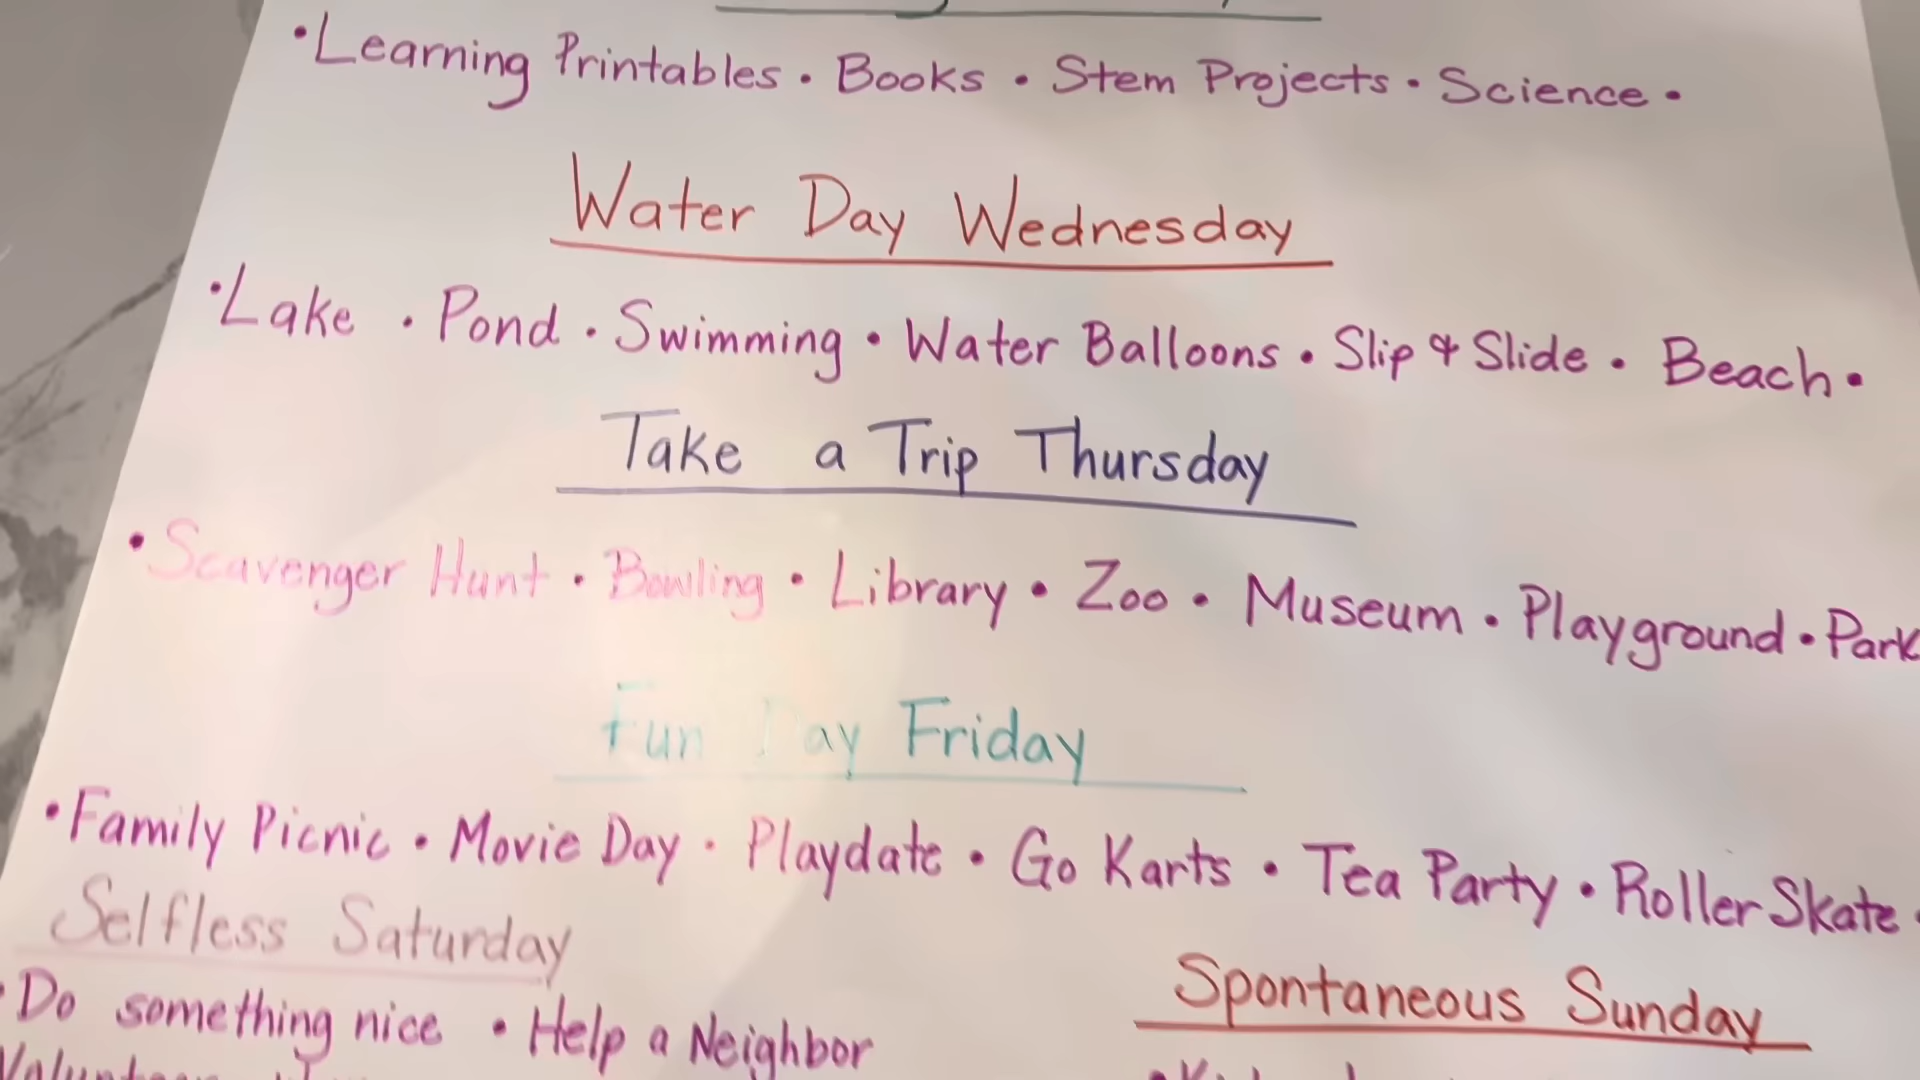 •Learning Printables • Books • Stem Projects • Science •
Water Day Wednesday
•Lake • Pond • Swimming • Water Balloons • Slip & Slide • Beach •
Take a Trip Thursday
•Scavenger Hunt • Bowling • Library • Zoo • Museum • Playground • Park
Fun Day Friday
•Family Picnic • Movie Day • Playdate • Go Karts • Tea Party • Roller Skate •
Selfless Saturday
•Do something nice • Help a Neighbor
Spontaneous Sunday